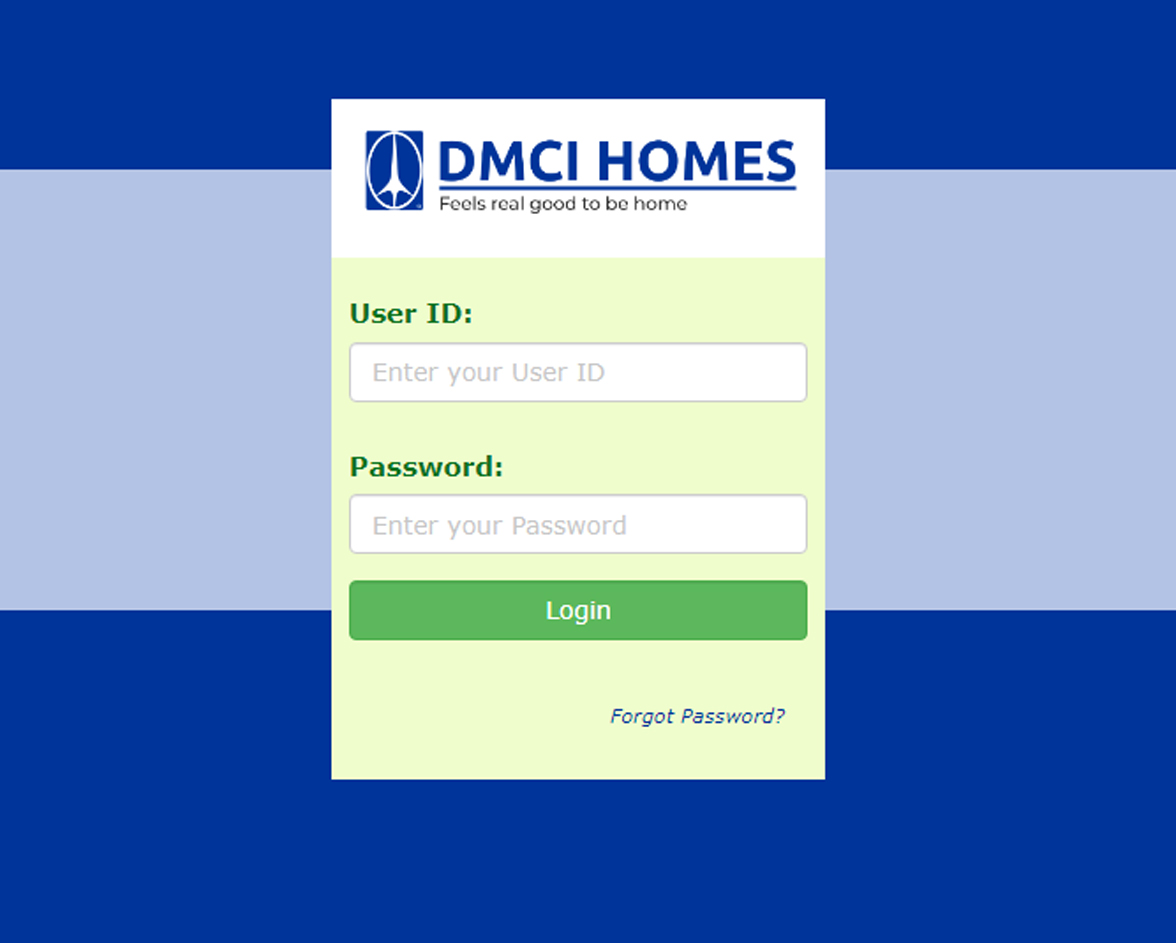 DMCI HOMES
Feels real good to be home
User ID:
Enter your User ID
Password:
Enter your Password
Login
Forgot Password?